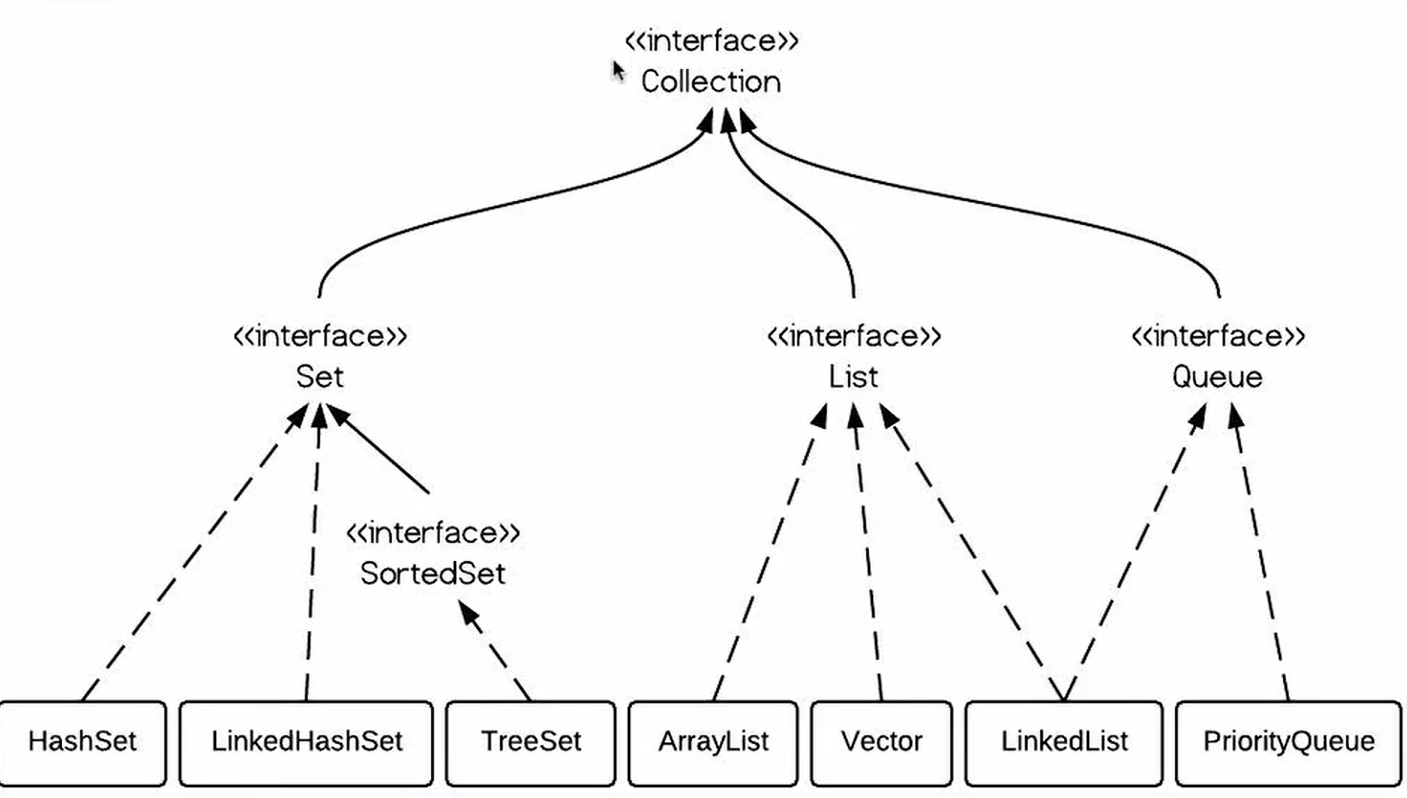 <<interface>>
Collection
<<interface>>
Set
<<interface>>
List
<<interface>>
Queue
<<interface>>
SortedSet
HashSet
LinkedHashSet
TreeSet
ArrayList
Vector
LinkedList
PriorityQueue